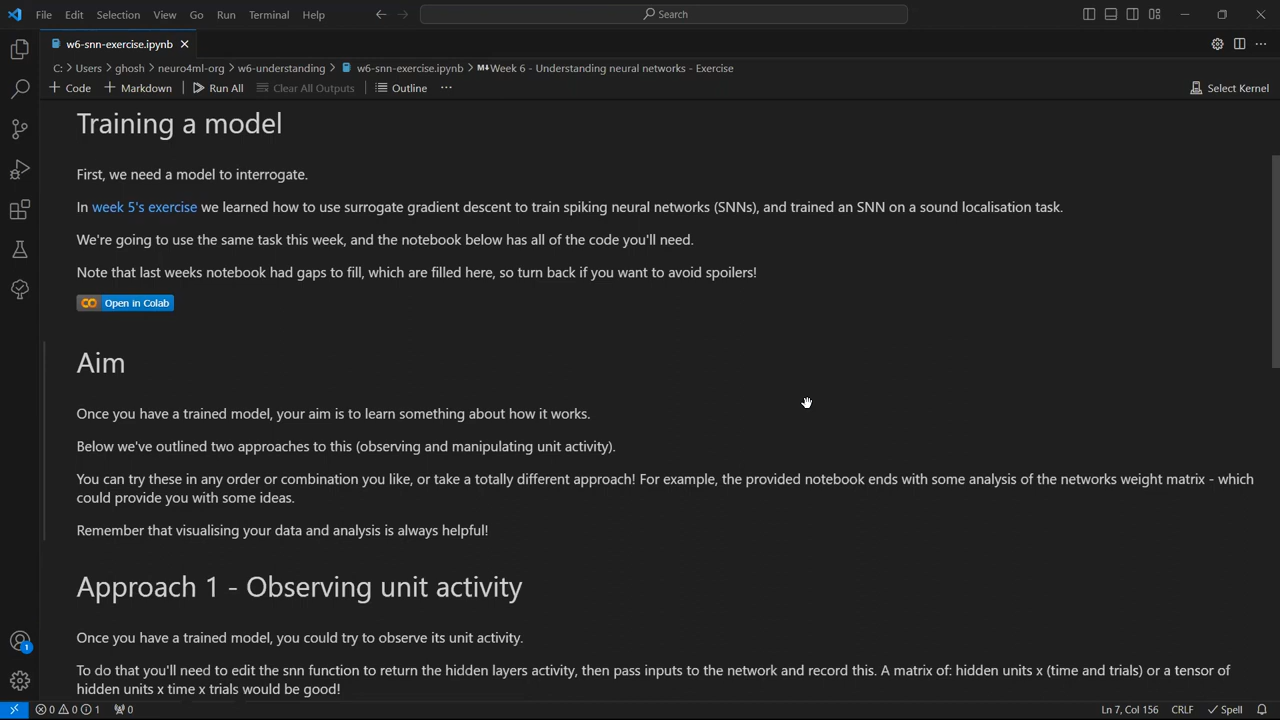 File Edit Selection View Go Run Terminal Help Search
w6-snn-exercise.ipynb
C: > Users > ghosh > neuro4ml-org > w6-understanding > w6-snn-exercise.ipynb > M↓Week 6 - Understanding neural networks - Exercise
+ Code + Markdown Run All Clear All Outputs Outline ··· Select Kernel
Training a model
First, we need a model to interrogate.
In week 5's exercise we learned how to use surrogate gradient descent to train spiking neural networks (SNNs), and trained an SNN on a sound localisation task.
We're going to use the same task this week, and the notebook below has all of the code you'll need.
Note that last weeks notebook had gaps to fill, which are filled here, so turn back if you want to avoid spoilers!
CO Open in Colab
Aim
Once you have a trained model, your aim is to learn something about how it works.
Below we've outlined two approaches to this (observing and manipulating unit activity).
You can try these in any order or combination you like, or take a totally different approach! For example, the provided notebook ends with some analysis of the networks weight matrix - which
could provide you with some ideas.
Remember that visualising your data and analysis is always helpful!
Approach 1 - Observing unit activity
Once you have a trained model, you could try to observe its unit activity.
To do that you'll need to edit the snn function to return the hidden layers activity, then pass inputs to the network and record this. A matrix of: hidden units x (time and trials) or a tensor of
hidden units x time x trials would be good!
1
0 0 1 0 Ln 7, Col 156 CRLF Spell